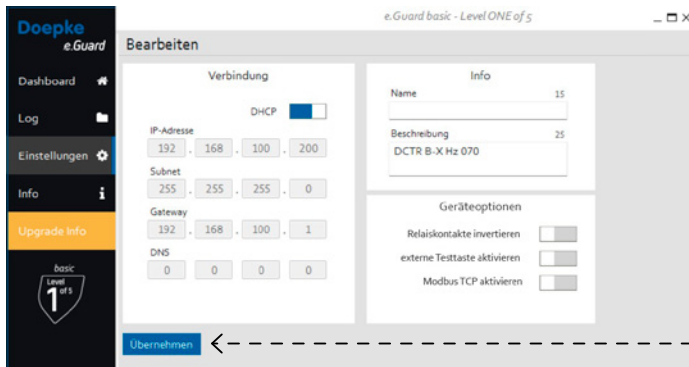 Doepke
e.Guard
Dashboard
Log
Einstellungen
Info
Upgrade Info
basic
Level
1 of 5
e.Guard basic - Level ONE of 5
Bearbeiten
Verbindung
DHCP
IP-Adresse
192 . 168 . 100 . 200
Subnet
255 . 255 . 255 . 0
Gateway
192 . 168 . 100 . 1
DNS
0 0 0 0
Übernehmen
Info
Name 15
Beschreibung 25
DCTR B-X Hz 070
Geräteoptionen
Relaiskontakte invertieren
externe Testtaste aktivieren
Modbus TCP aktivieren